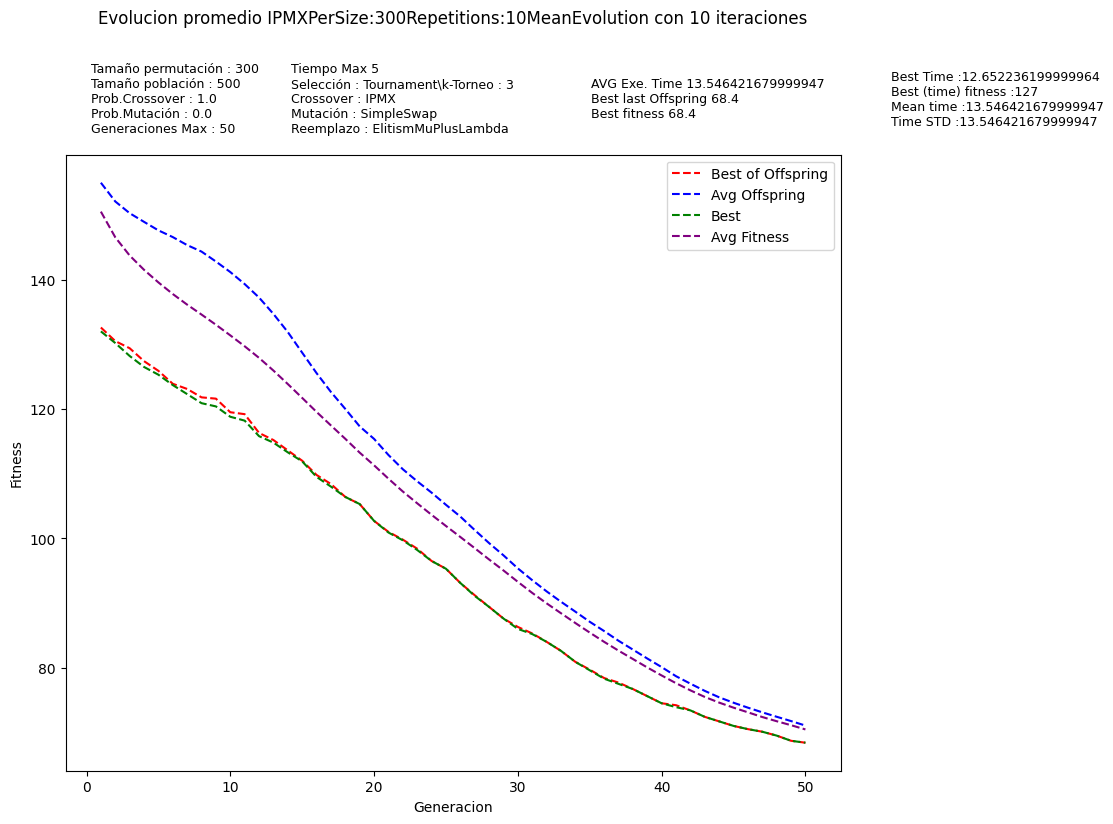 Evolucion promedio IPMXPerSize:300Repetitions:10MeanEvolution con 10 iteraciones
Tamaño permutación : 300
Tamaño población : 500
Prob.Crossover : 1.0
Prob.Mutación : 0.0
Generaciones Max : 50
Tiempo Max 5
Selección : Tournament\k-Torneo : 3
Crossover : IPMX
Mutación : SimpleSwap
Reemplazo : ElitismMuPlusLambda
AVG Exe. Time 13.546421679999947
Best last Offspring 68.4
Best fitness 68.4
Best Time :12.652236199999964
Best (time) fitness :127
Mean time :13.546421679999947
Time STD :13.546421679999947
Best of Offspring
Avg Offspring
Best
Avg Fitness
Fitness
140
120
100
80
0
10
20
30
40
50
Generacion